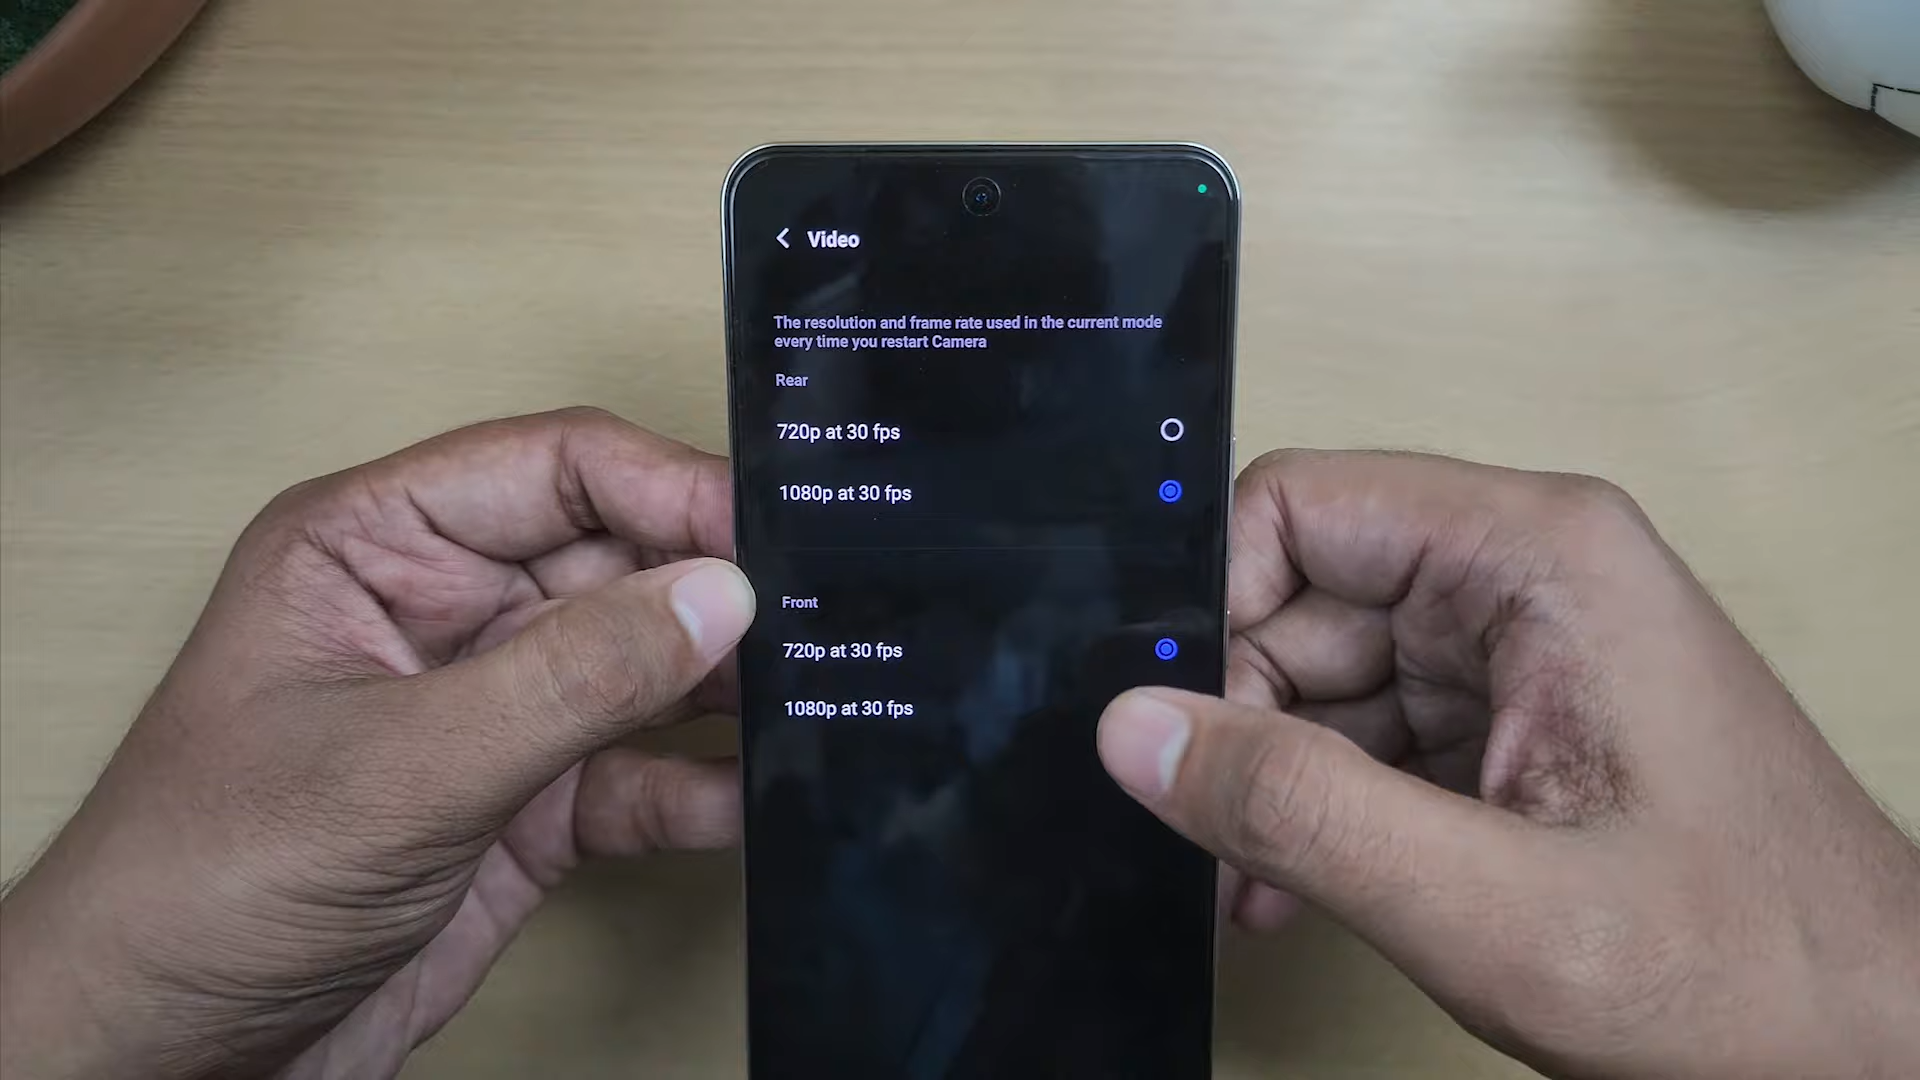 Video
The resolution and frame rate used in the current mode
every time you restart Camera
Rear
720p at 30 fps
1080p at 30 fps
Front
720p at 30 fps
1080p at 30 fps